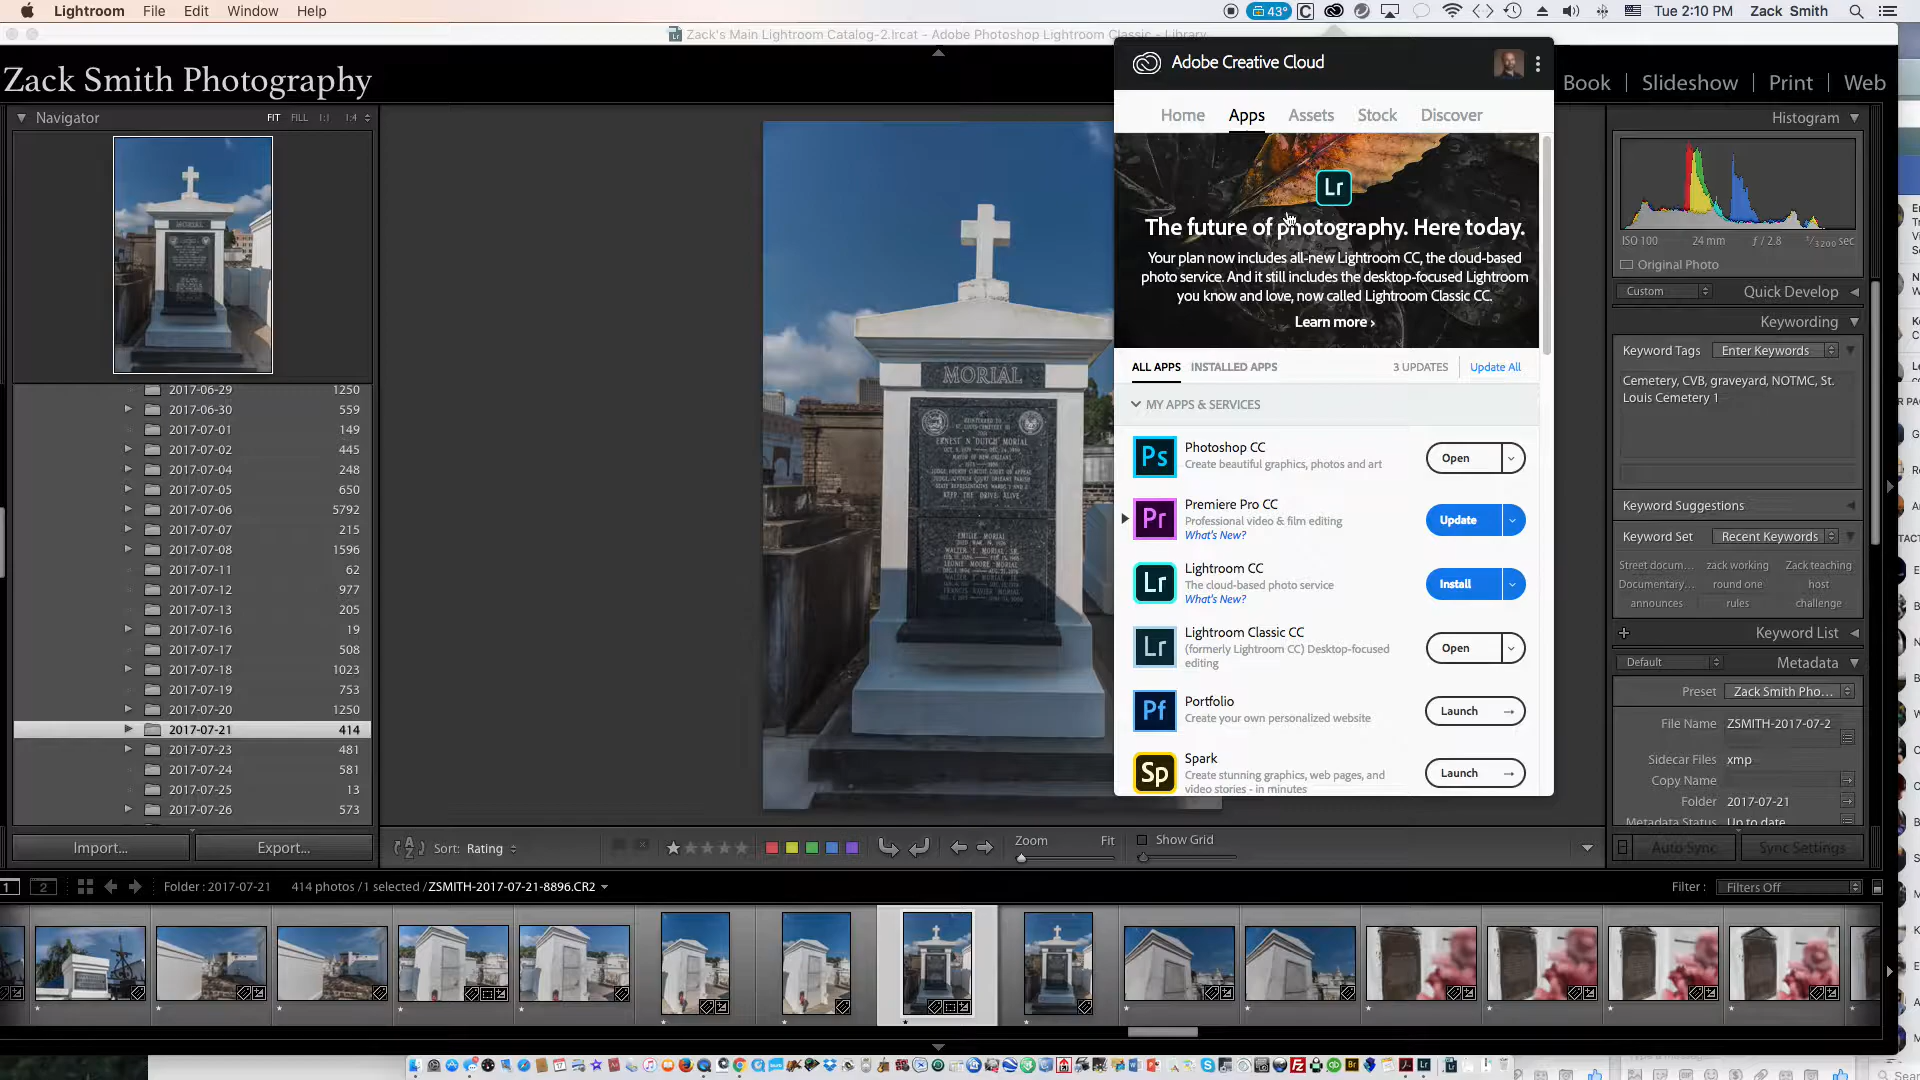 Lightroom File Edit Window Help
43°
Tue 2:10 PM Zack Smith
Zack's Main Lightroom Catalog-2.lrcat - Adobe Photoshop Lightroom Classic - Library
Zack Smith Photography
Book | Slideshow | Print | Web
Navigator FIT FILL 1:1 1:4
2017-06-29 1250
2017-06-30 559
2017-07-01 149
2017-07-02 445
2017-07-04 248
2017-07-05 650
2017-07-06 5792
2017-07-07 215
2017-07-08 1596
2017-07-11 62
2017-07-12 977
2017-07-13 205
2017-07-16 19
2017-07-17 508
2017-07-18 1023
2017-07-19 753
2017-07-20 1250
2017-07-21 414
2017-07-23 481
2017-07-24 581
2017-07-25 13
2017-07-26 573
Import... Export...
MORIAL
ERNEST N "DUTCH" MORIAL
MAYOR OF NEW ORLEANS
KEEP THE DRIVE ALIVE
Adobe Creative Cloud
Home Apps Assets Stock Discover
Lr
The future of photography. Here today.
Your plan now includes all-new Lightroom CC, the cloud-based
photo service. And it still includes the desktop-focused Lightroom
you know and love, now called Lightroom Classic CC.
Learn more ›
ALL APPS INSTALLED APPS 3 UPDATES Update All
MY APPS & SERVICES
Ps Photoshop CC
Create beautiful graphics, photos and art
Open
Pr Premiere Pro CC
Professional video & film editing
What's New?
Update
Lr Lightroom CC
The cloud-based photo service
What's New?
Install
Lr Lightroom Classic CC
(formerly Lightroom CC) Desktop-focused
editing
Open
Pf Portfolio
Create your own personalized website
Launch →
Sp Spark
Create stunning graphics, web pages, and
video stories - in minutes
Launch →
Histogram
ISO 100 24 mm ƒ / 2.8 1/3200 sec
Original Photo
Custom Quick Develop
Keywording
Keyword Tags Enter Keywords
Cemetery, CVB, graveyard, NOTMC, St.
Louis Cemetery 1
Keyword Suggestions
Keyword Set Recent Keywords
Street docum... zack working Zack teaching
Documentary... round one host
announces rules challenge
+ Keyword List
Default Metadata
Preset Zack Smith Pho...
File Name ZSMITH-2017-07-2
Sidecar Files xmp
Copy Name
Folder 2017-07-21
Metadata Status Up to date
Auto Sync Sync Settings
Sort: Rating
Zoom Fit Show Grid
1 2 Folder : 2017-07-21 414 photos / 1 selected / ZSMITH-2017-07-21-8896.CR2
Filter : Filters Off